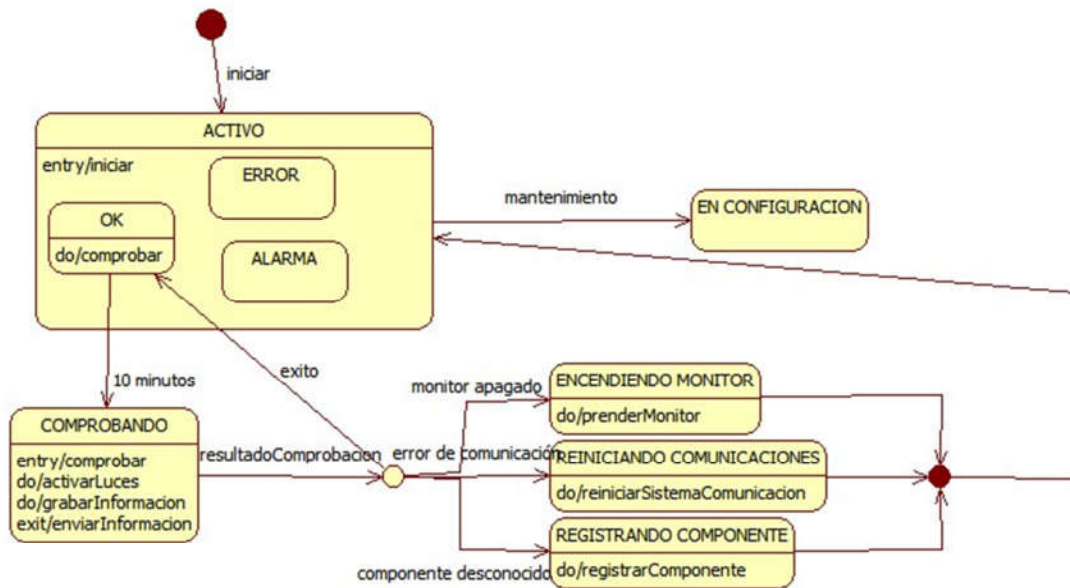 iniciar
ACTIVO
entry/iniciar
ERROR
OK
do/comprobar
ALARMA
mantenimiento
EN CONFIGURACION
10 minutos
exito
COMPROBANDO
entry/comprobar
do/activarLuces
do/grabarInformacion
exit/enviarInformacion
resultadoComprobacion
monitor apagado
ENCENDIENDO MONITOR
do/prenderMonitor
error de comunicación
REINICIANDO COMUNICACIONES
do/reiniciarSistemaComunicacion
componente desconocido
REGISTRANDO COMPONENTE
do/registrarComponente